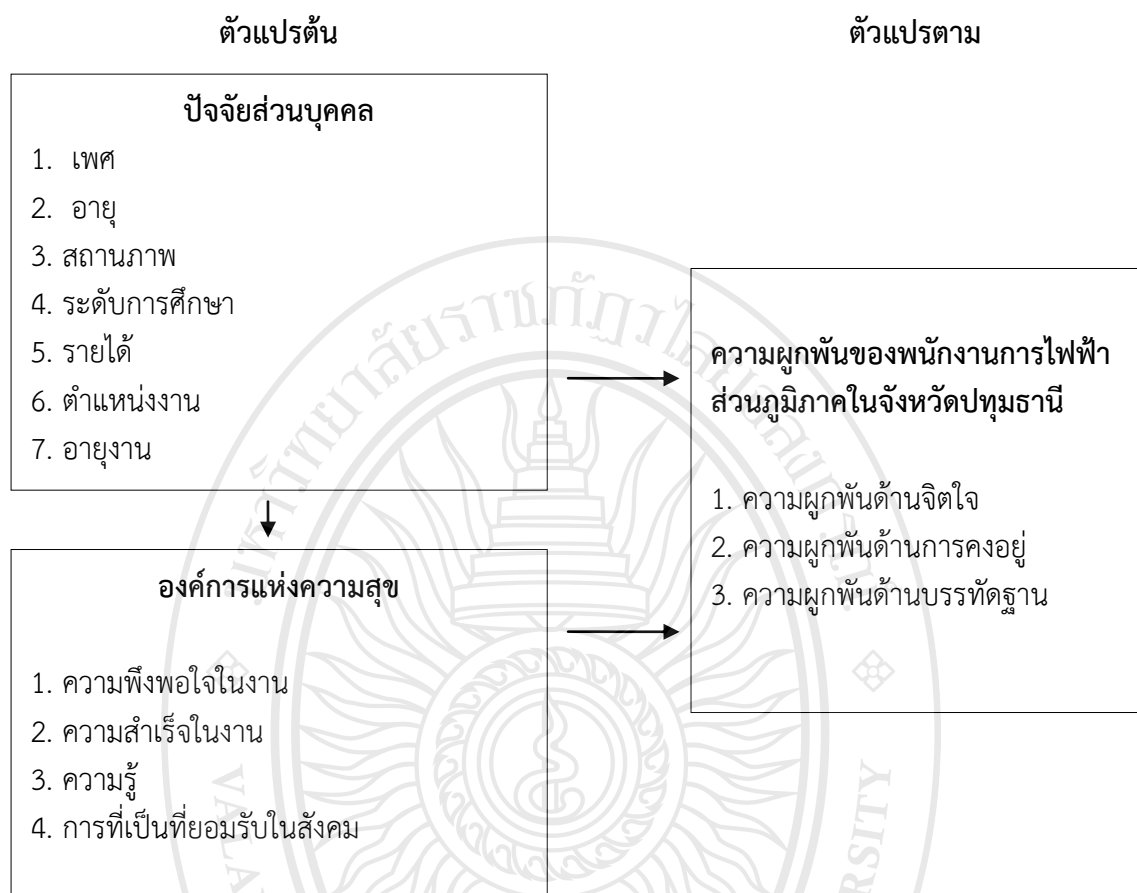 ตัวแปรต้น
ตัวแปรตาม
ปัจจัยส่วนบุคคล
1. เพศ
2. อายุ
3. สถานภาพ
4. ระดับการศึกษา
5. รายได้
6. ตำแหน่งงาน
7. อายุงาน
องค์การแห่งความสุข
1. ความพึงพอใจในงาน
2. ความสำเร็จในงาน
3. ความรู้
4. การที่เป็นที่ยอมรับในสังคม
ความผูกพันของพนักงานการไฟฟ้า
ส่วนภูมิภาคในจังหวัดปทุมธานี
1. ความผูกพันด้านจิตใจ
2. ความผูกพันด้านการคงอยู่
3. ความผูกพันด้านบรรทัดฐาน